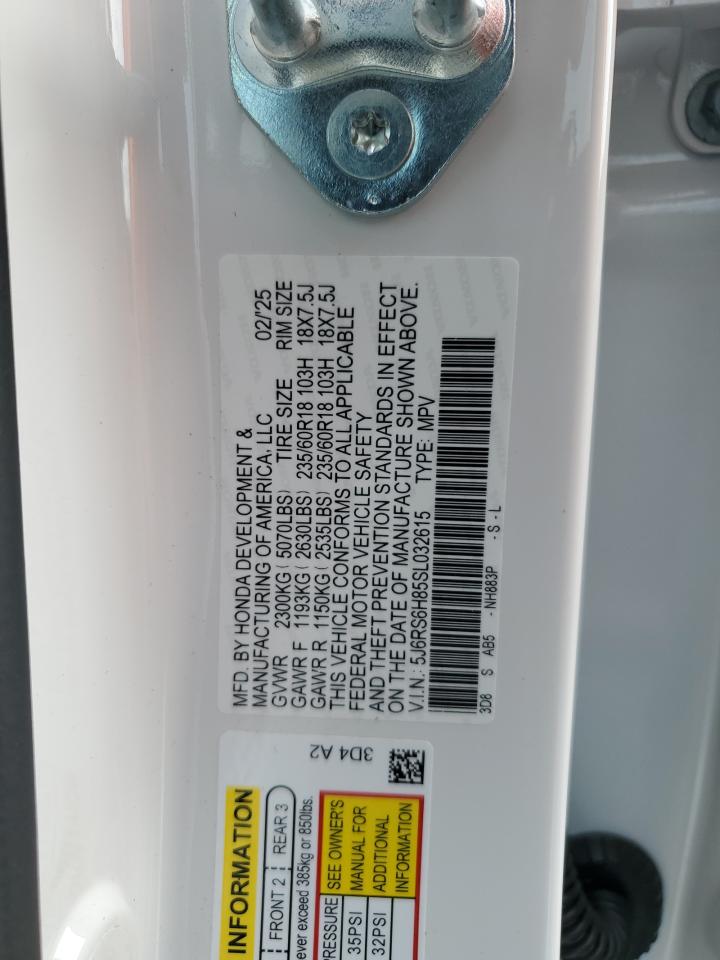 MFD. BY HONDA DEVELOPMENT &
MANUFACTURING OF AMERICA, LLC 02/'25
GVWR 2300KG ( 5070LBS) TIRE SIZE RIM SIZE
GAWR F 1193KG ( 2630LBS) 235/60R18 103H 18X7.5J
GAWR R 1150KG ( 2535LBS) 235/60R18 103H 18X7.5J
THIS VEHICLE CONFORMS TO ALL APPLICABLE
FEDERAL MOTOR VEHICLE SAFETY
AND THEFT PREVENTION STANDARDS IN EFFECT
ON THE DATE OF MANUFACTURE SHOWN ABOVE.
V.I.N.: 5J6RS6H85SL032615 TYPE: MPV
3D8 S AB5 - NH883P - S - L
3D4 A2
INFORMATION
FRONT 2 REAR 3
ever exceed 385kg or 850lbs.
PRESSURE SEE OWNER'S
35PSI MANUAL FOR
32PSI ADDITIONAL
INFORMATION